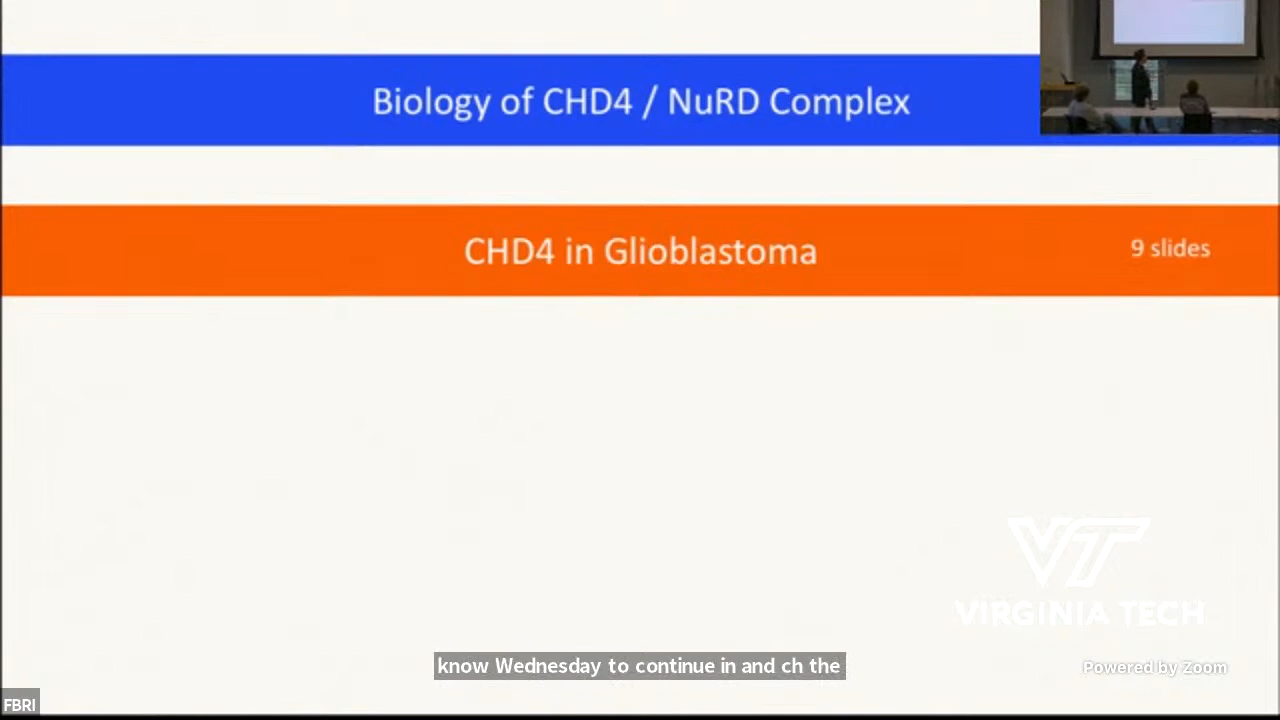 Biology of CHD4 / NuRD Complex
CHD4 in Glioblastoma
9 slides
VT
VIRGINIA TECH
know Wednesday to continue in and ch the
Powered by Zoom
FBRI